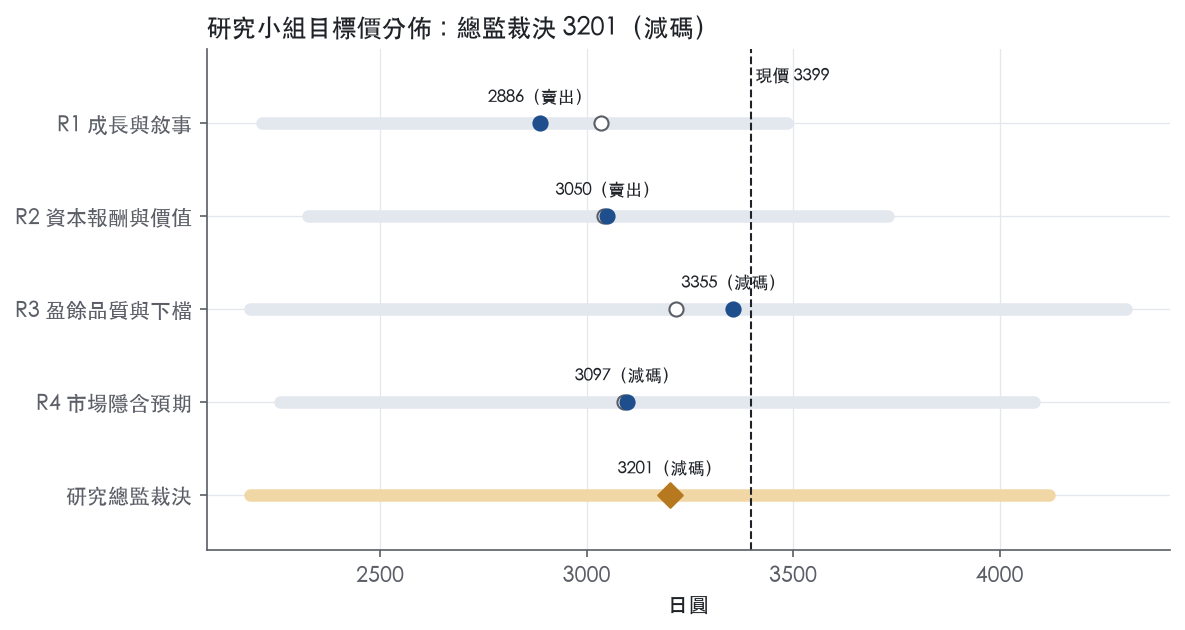 研究小組目標價分佈：總監裁決 3201（減碼）
現價 3399
2886（賣出）
R1 成長與敘事
3050（賣出）
R2 資本報酬與價值
3355（減碼）
R3 盈餘品質與下檔
3097（減碼）
R4 市場隱含預期
3201（減碼）
研究總監裁決
2500 3000 3500 4000
日圓